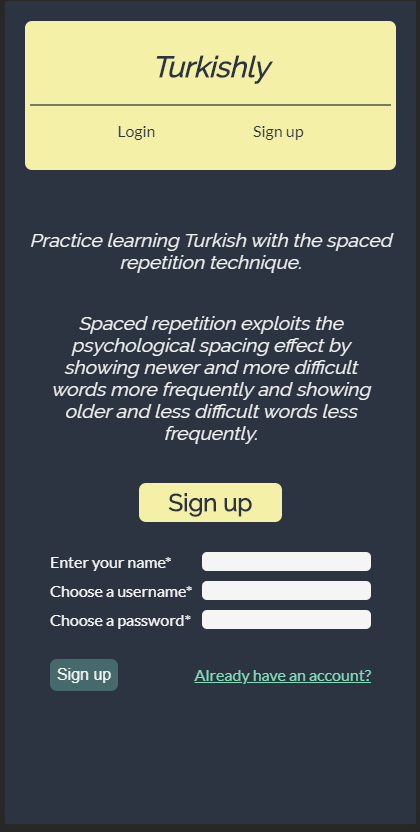 Turkishly
Login
Sign up
Practice learning Turkish with the spaced
repetition technique.
Spaced repetition exploits the
psychological spacing effect by
showing newer and more difficult
words more frequently and showing
older and less difficult words less
frequently.
Sign up
Enter your name*
Choose a username*
Choose a password*
Sign up
Already have an account?